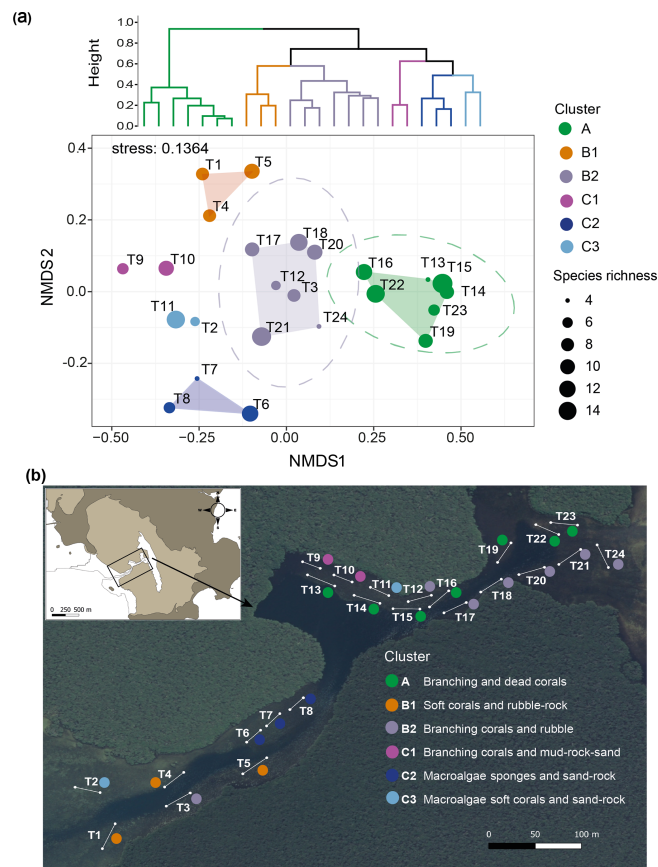 (a)
Height
1.0
0.8
0.6
0.4
0.2
0.0
stress: 0.1364
0.4
0.2
0.0
-0.2
NMDS 2
T1
T5
T4
T17
T18
T20
T9
T10
T12
T3
T16
T13
T15
T22
T14
T11
T2
T21
T24
T23
T19
T7
T8
T6
−0.50
−0.25
0.00
0.25
0.50
NMDS1
Cluster
A
B1
B2
C1
C2
C3
Species richness
4
6
8
10
12
14
(b)
0 250 500 m
T23
T22
T19
T21
T24
T20
T18
T17
T9
T10
T11
T12
T16
T13
T14
T15
T8
T7
T6
T5
T4
T2
T3
T1
Cluster
A Branching and dead corals
B1 Soft corals and rubble-rock
B2 Branching corals and rubble
C1 Branching corals and mud-rock-sand
C2 Macroalgae sponges and sand-rock
C3 Macroalgae soft corals and sand-rock
0 50 100 m